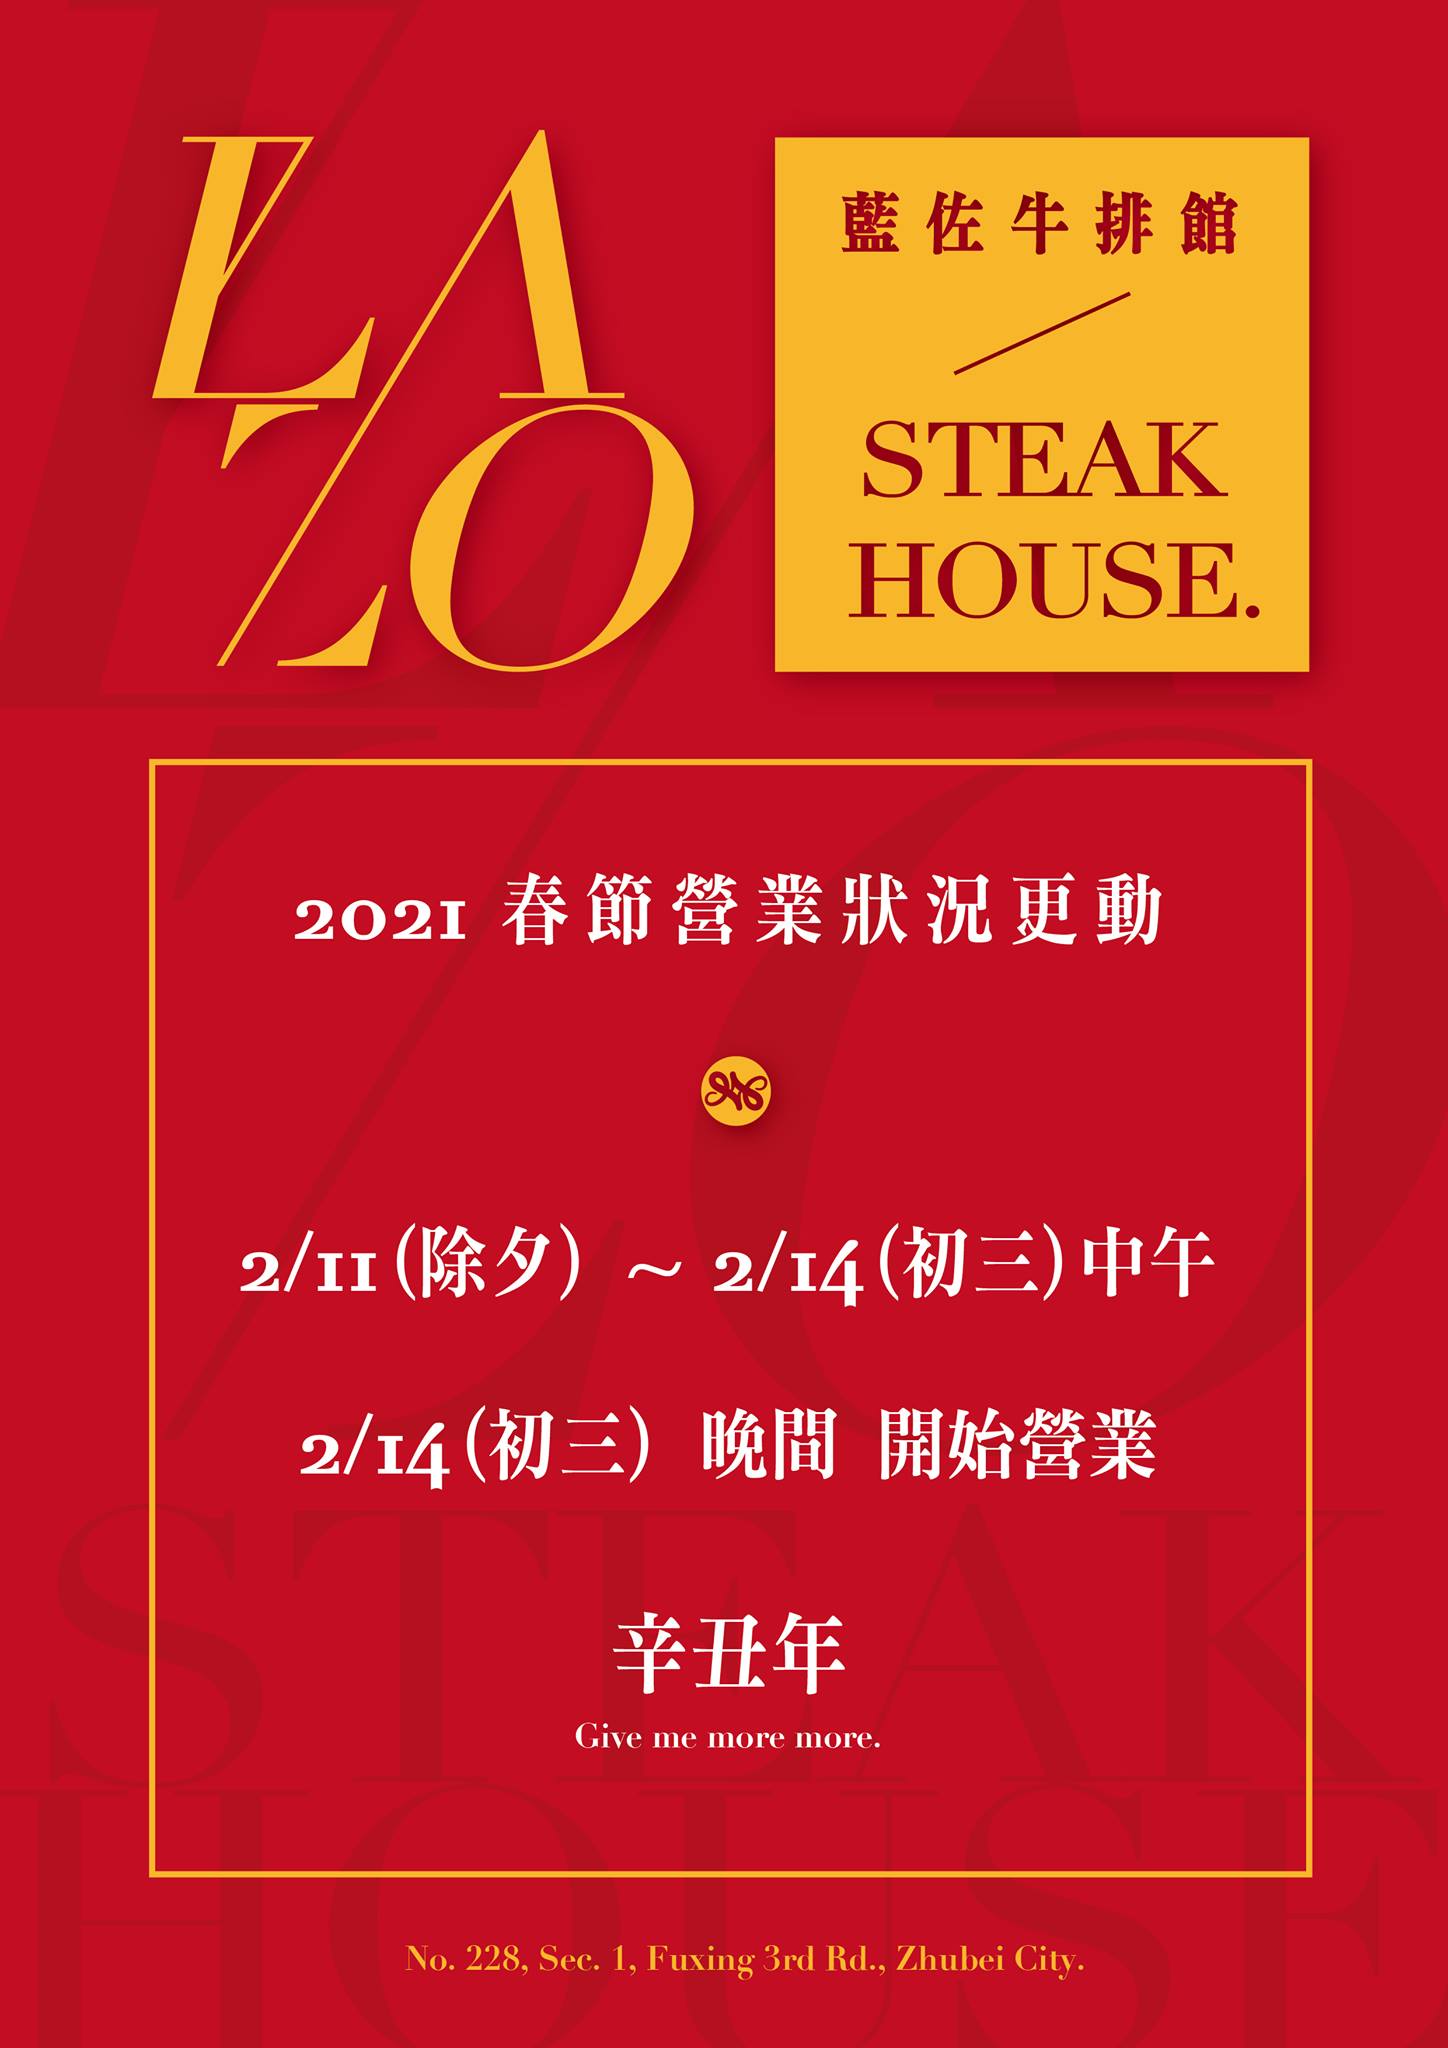 LA
ZO
藍佐牛排館
STEAK
HOUSE.
2021 春節營業狀況更動
2/11(除夕) ~ 2/14(初三)中午
2/14(初三) 晚間 開始營業
辛丑年
Give me more more.
No. 228, Sec. 1, Fuxing 3rd Rd., Zhubei City.